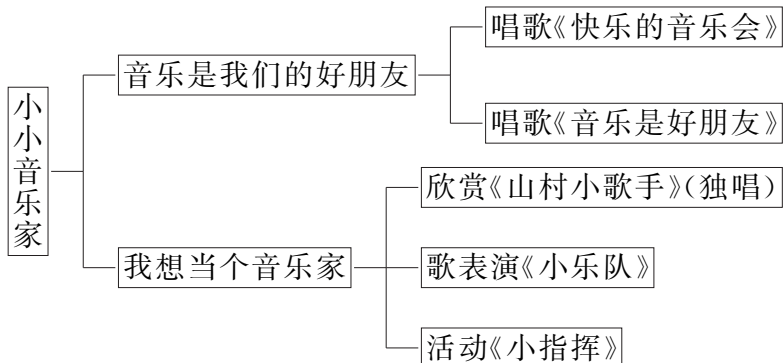 小小音乐家
音乐是我们的好朋友
唱歌《快乐的音乐会》
唱歌《音乐是好朋友》
我想当个音乐家
欣赏《山村小歌手》(独唱)
歌表演《小乐队》
活动《小指挥》